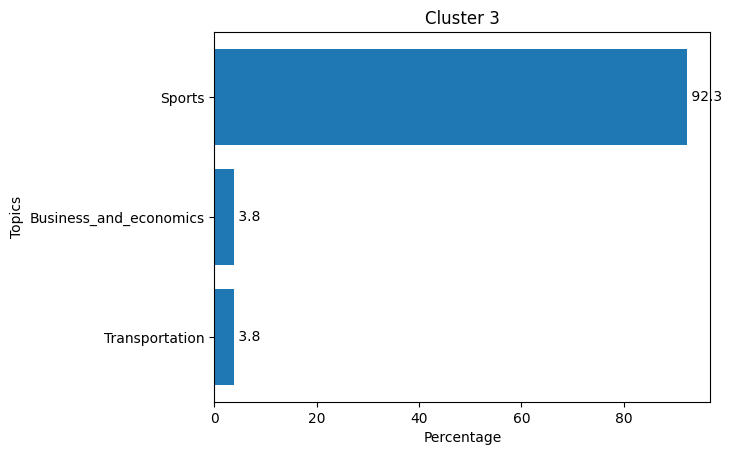 Cluster 3
Topics
Sports
92.3
Business_and_economics
3.8
Transportation
3.8
0 20 40 60 80
Percentage